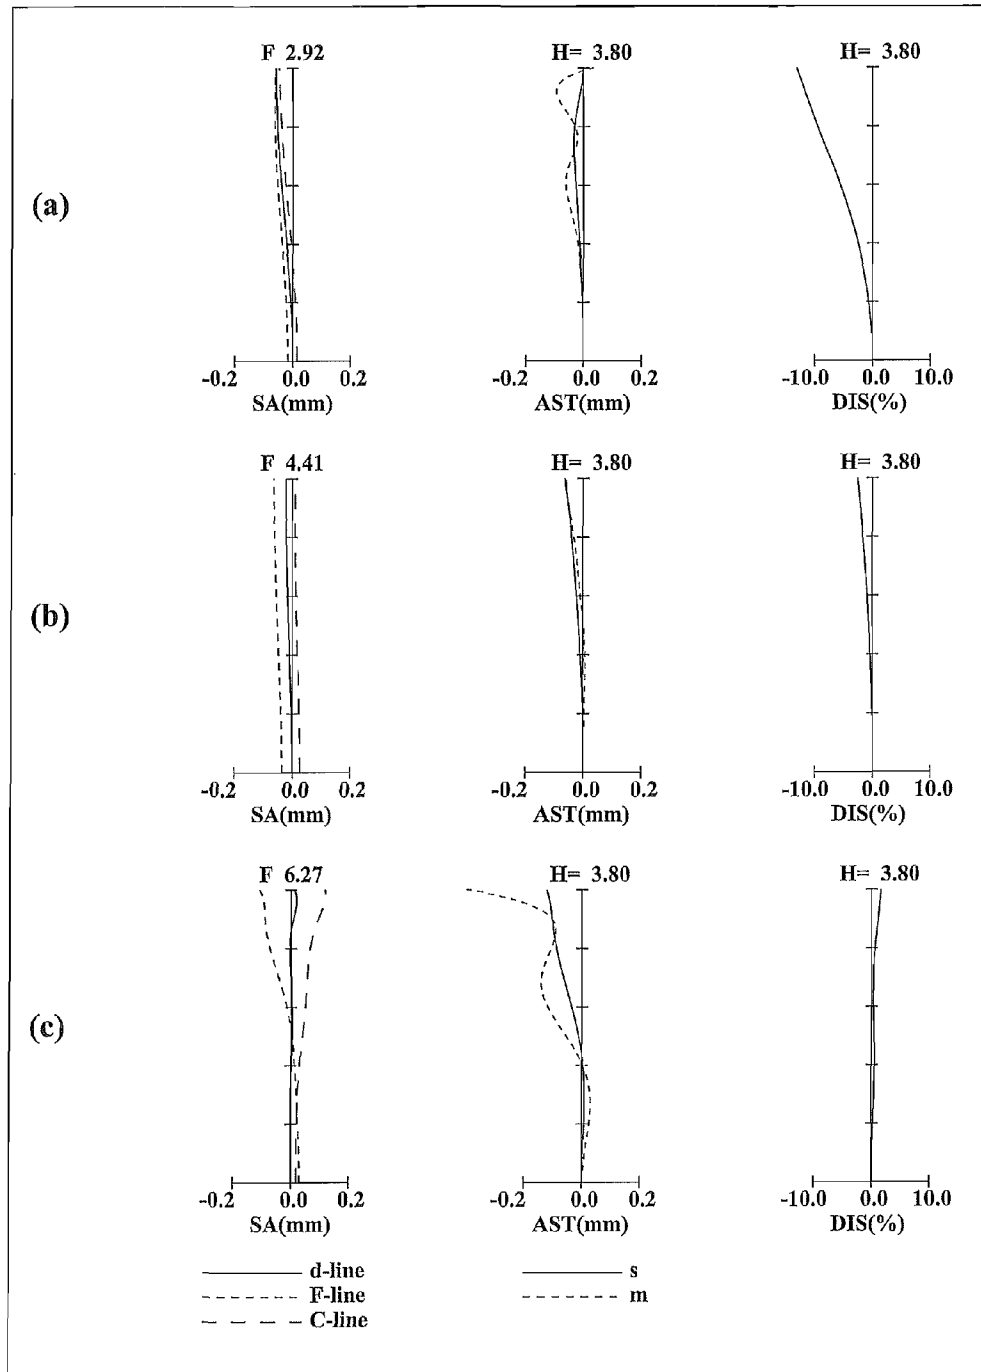 F 2.92
H= 3.80
H= 3.80
(a)
-0.2 0.0 0.2
SA(mm)
-0.2 0.0 0.2
AST(mm)
-10.0 0.0 10.0
DIS(%)
F 4.41
H= 3.80
H= 3.80
(b)
-0.2 0.0 0.2
SA(mm)
-0.2 0.0 0.2
AST(mm)
-10.0 0.0 10.0
DIS(%)
F 6.27
H= 3.80
H= 3.80
(c)
-0.2 0.0 0.2
SA(mm)
-0.2 0.0 0.2
AST(mm)
-10.0 0.0 10.0
DIS(%)
d-line
F-line
C-line
s
m